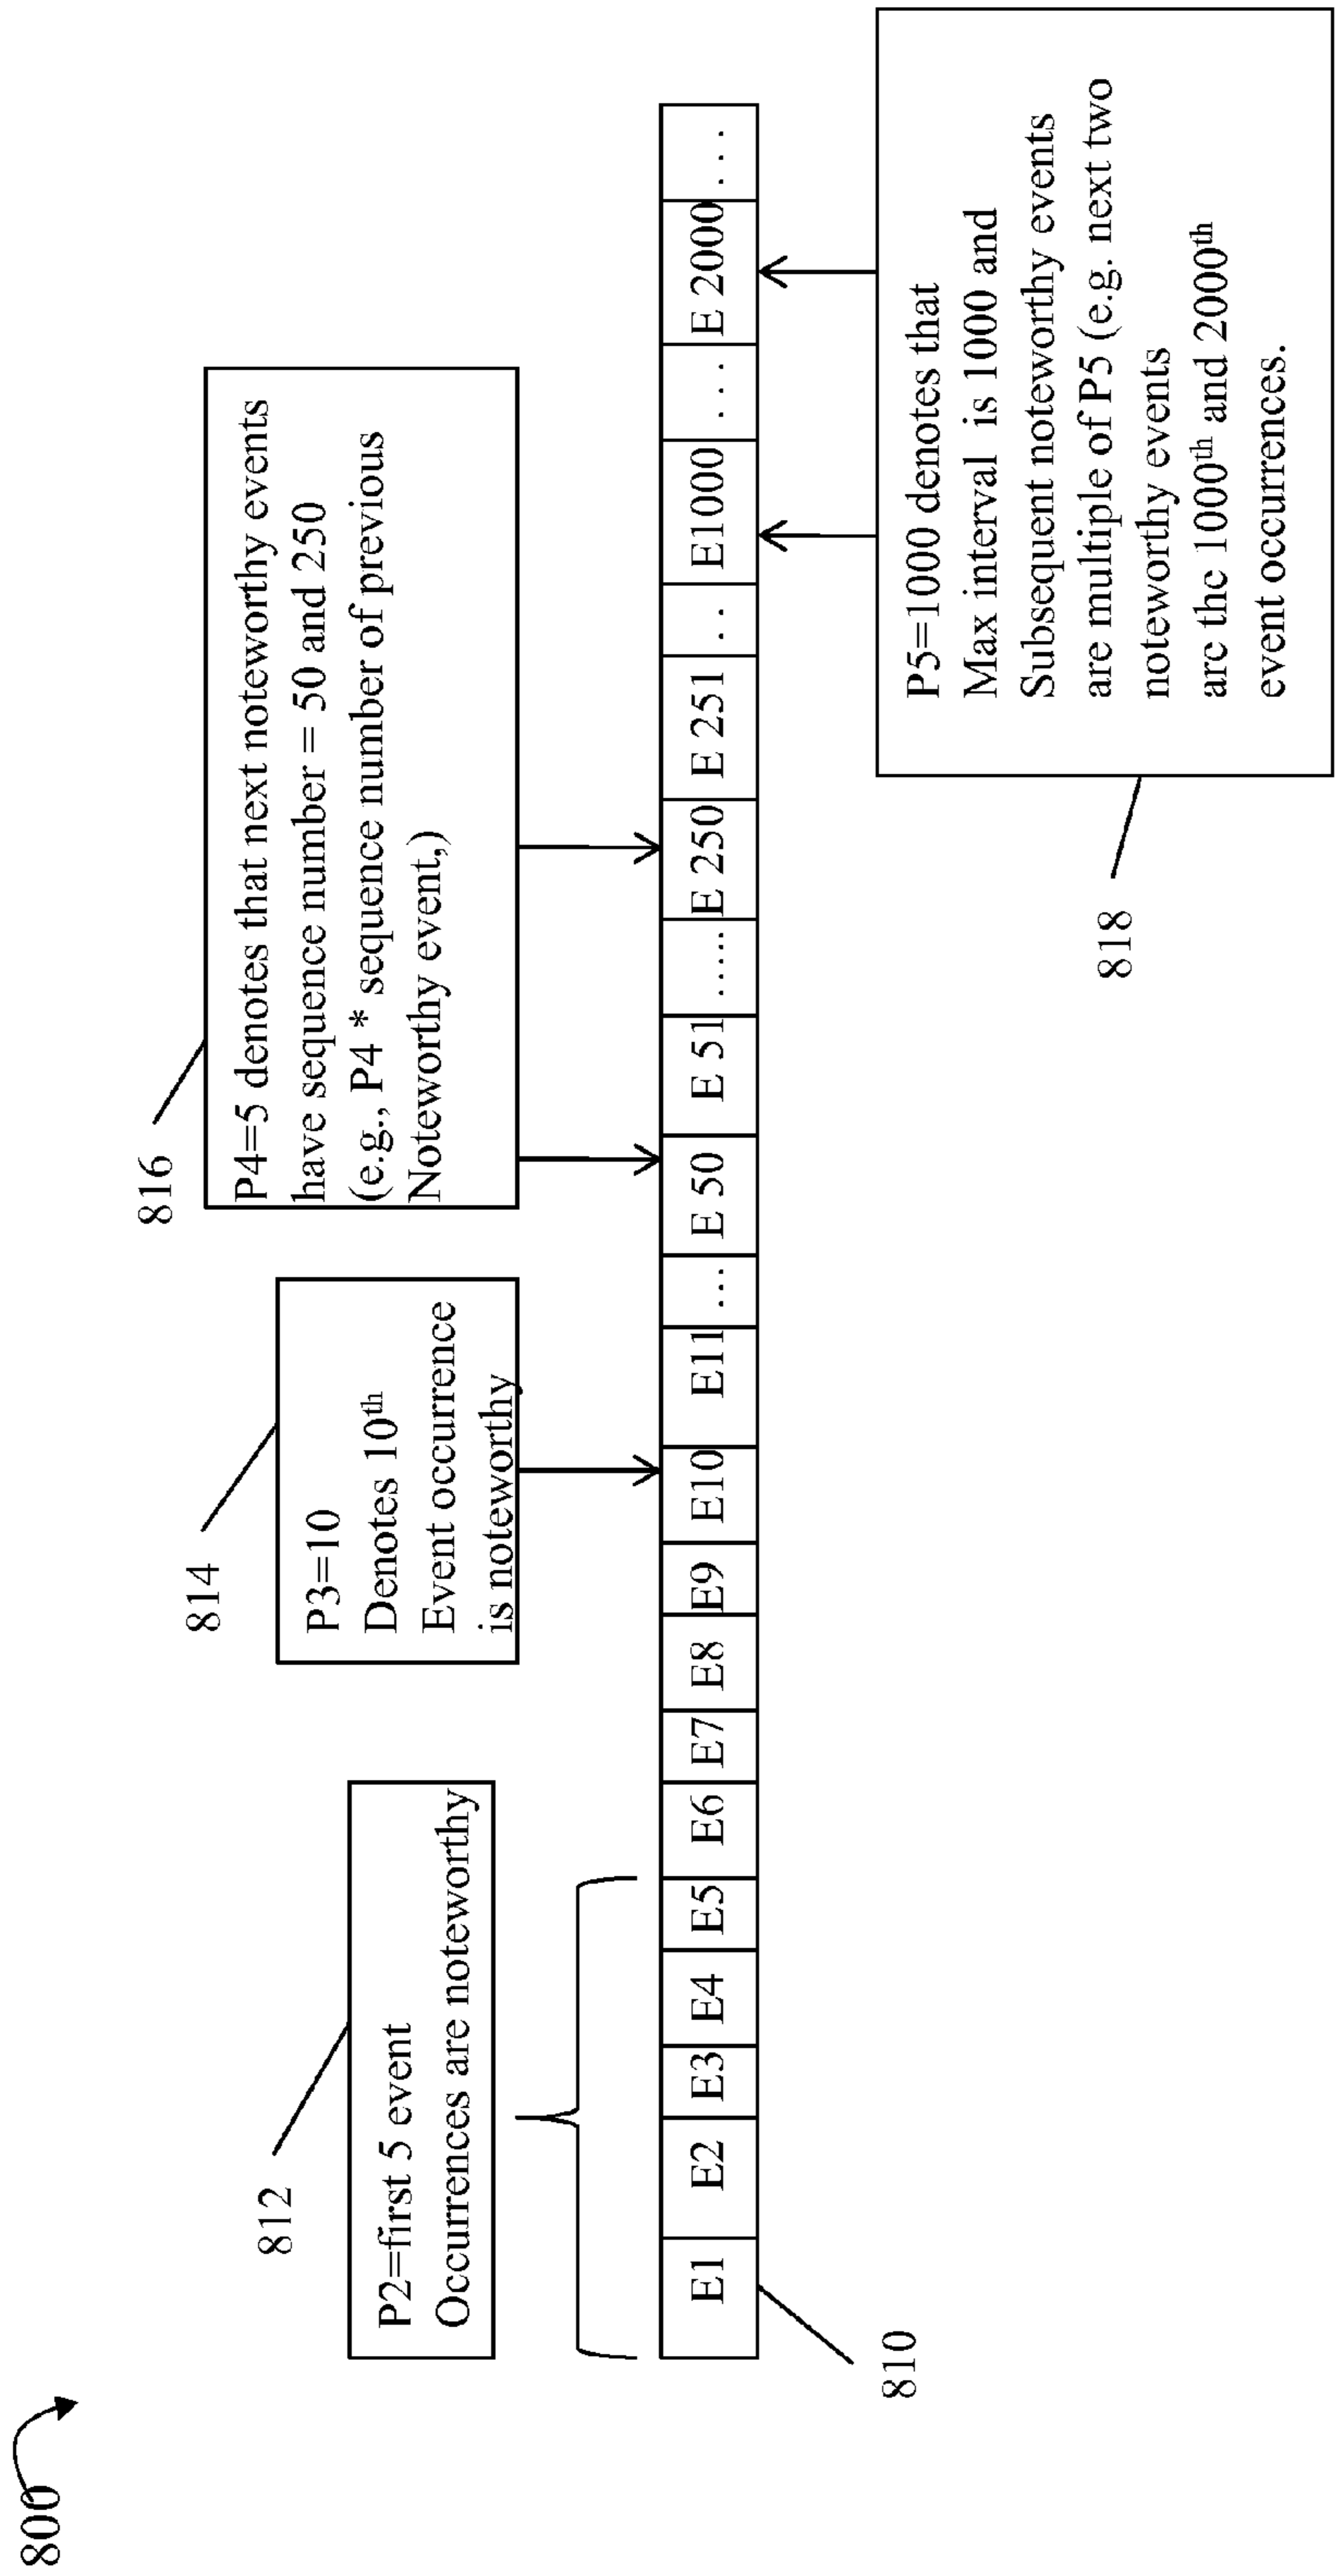 800
812
P2=first 5 event
Occurrences are noteworthy
814
P3=10
Denotes 10th
Event occurrence
is noteworthy
816
P4=5 denotes that next noteworthy events
have sequence number = 50 and 250
(e.g., P4 * sequence number of previous
Noteworthy event,)
E1 E2 E3 E4 E5 E6 E7 E8 E9 E10 E11 ... E 50 E 51 ...... E 250 E 251 .. E1000 ... E 2000 ...
810
818
P5=1000 denotes that
Max interval is 1000 and
Subsequent noteworthy events
are multiple of P5 (e.g. next two
noteworthy events
arc the 1000th and 2000th
event occurrences.